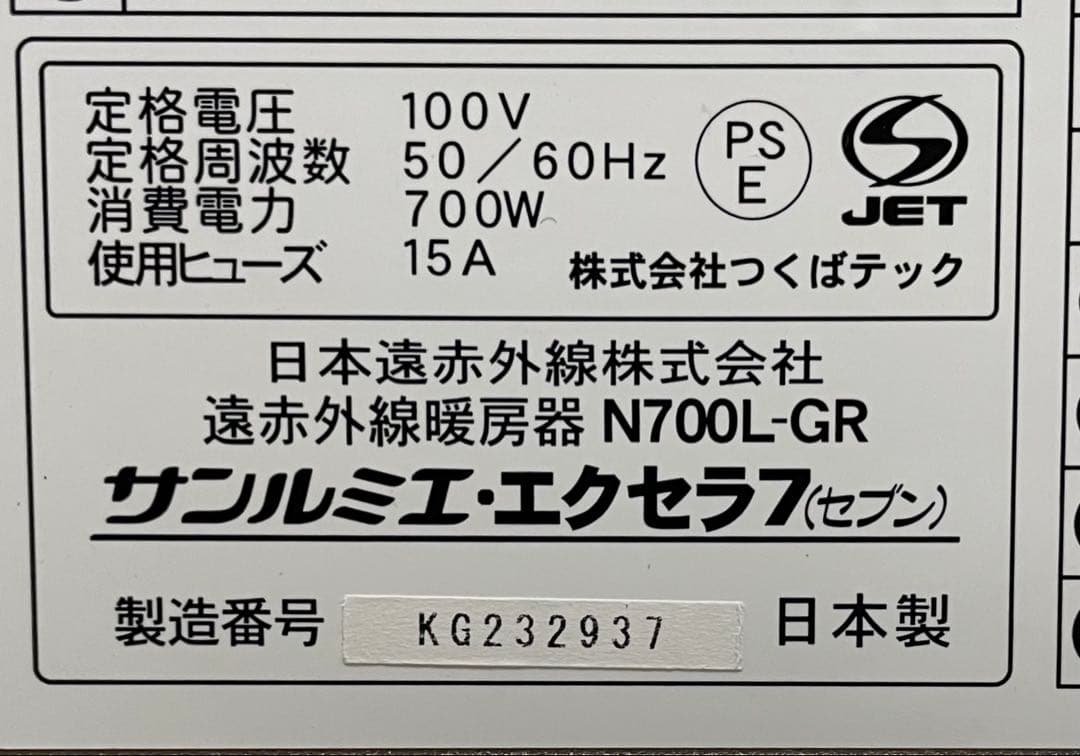 定格電圧 100V
定格周波数 50／60Hz
消費電力 700W
使用ヒューズ 15A
PS
E
JET
株式会社つくばテック
日本遠赤外線株式会社
遠赤外線暖房器 N700L-GR
サンルミエ・エクセラ7(セブン)
製造番号 KG232937 日本製